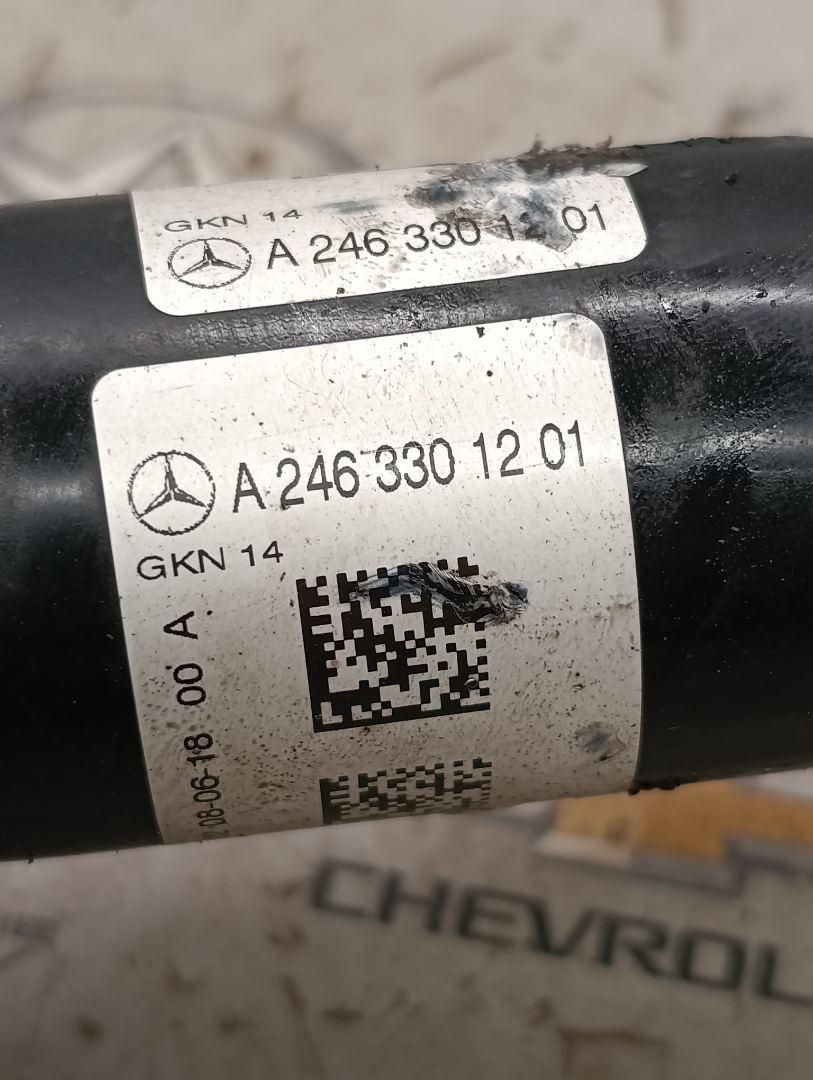 GKN 14
A 246 330 12 01
A 246 330 12 01
GKN 14
08-06-18 00 A
CHEVROL